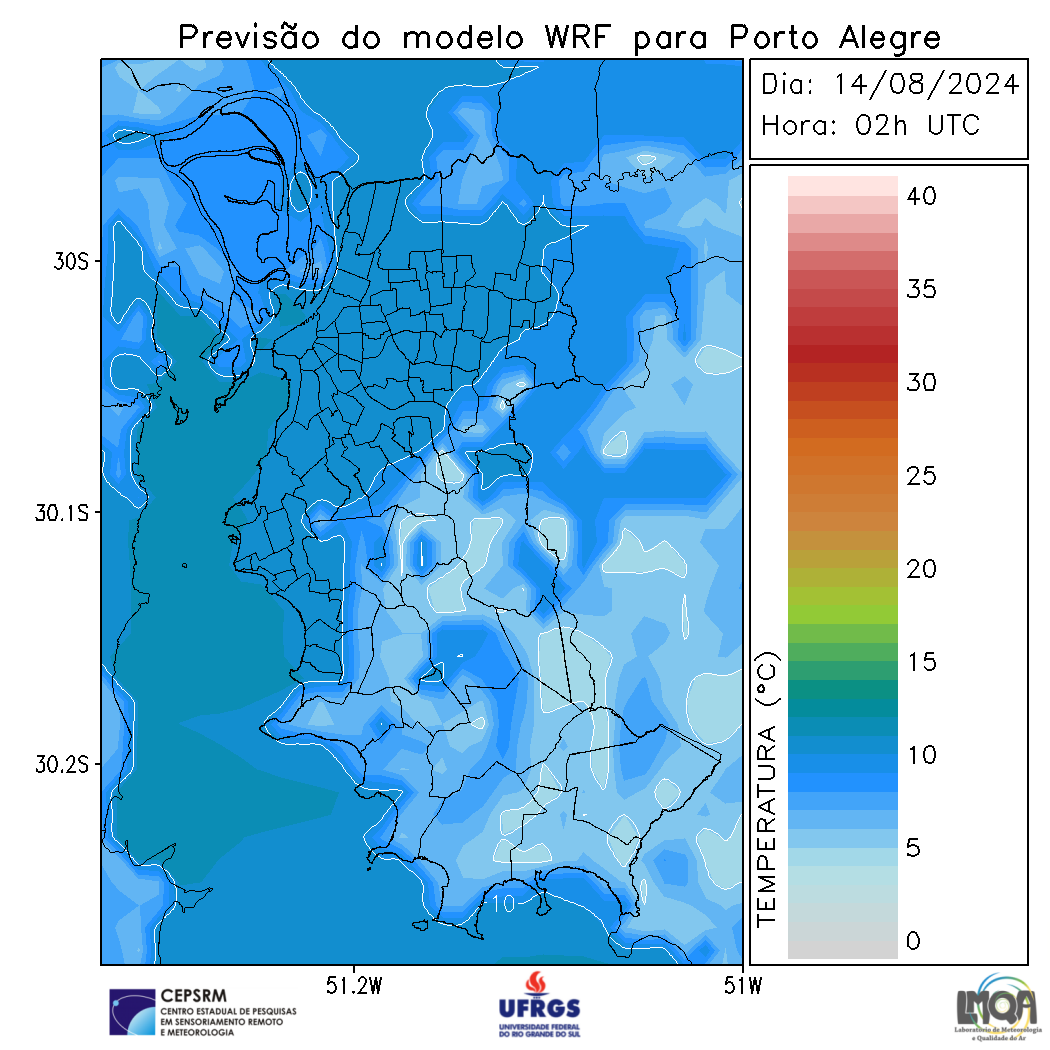 Previsão do modelo WRF para Porto Alegre
Dia: 14/08/2024
Hora: 02h UTC
40
35
30
25
20
15
10
5
0
TEMPERATURA (°C)
30S
30.1S
30.2S
10
51.2W
51W
CEPSRM
CENTRO ESTADUAL DE PESQUISAS
EM SENSORIAMENTO REMOTO
E METEOROLOGIA
UFRGS
UNIVERSIDADE FEDERAL
DO RIO GRANDE DO SUL
LMQA
Laboratório de Meteorologia
e Qualidade do Ar